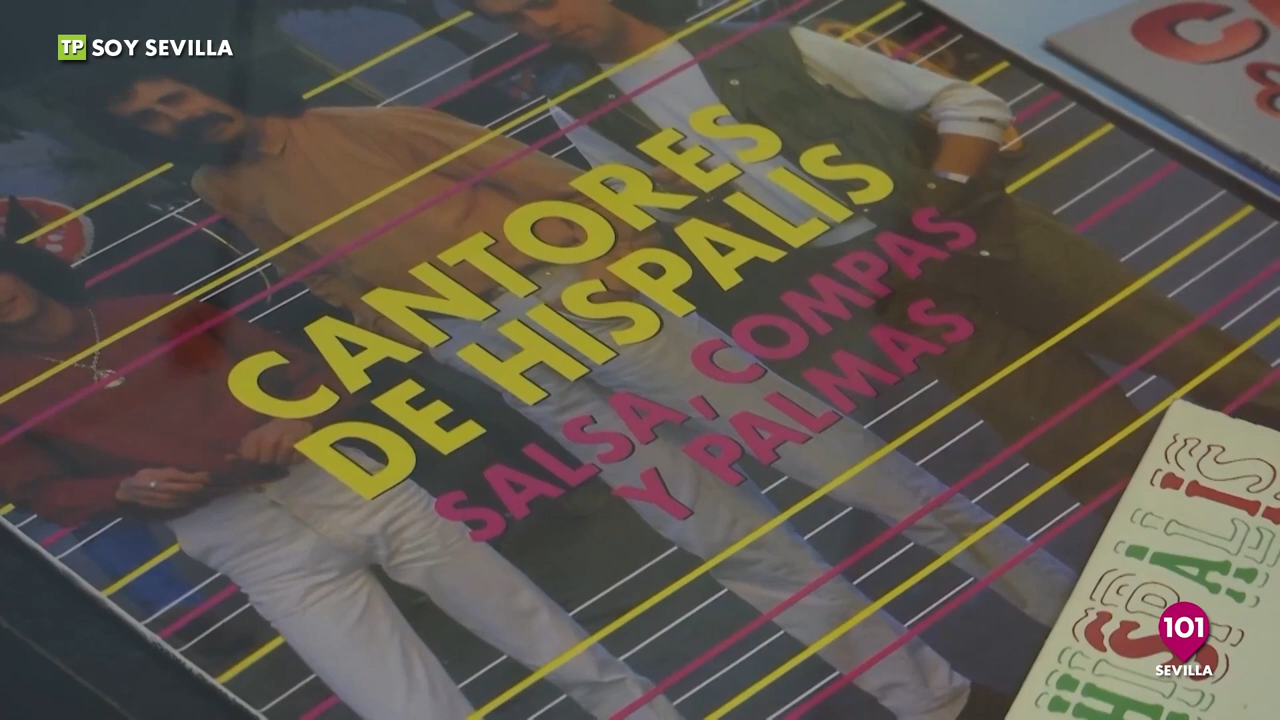 TP SOY SEVILLA
CANTORES
DE HISPALIS
SALSA, COMPAS
Y PALMAS
HISPALIS
101
SEVILLA